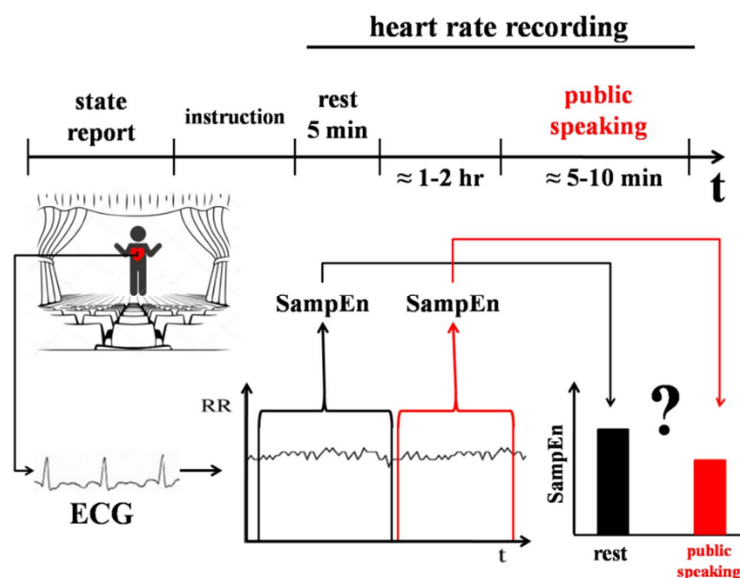 heart rate recording
state
report
instruction
rest
5 min
public
speaking
≈ 1-2 hr
≈ 5-10 min
t
SampEn
SampEn
RR
t
ECG
?
SampEn
rest
public
speaking